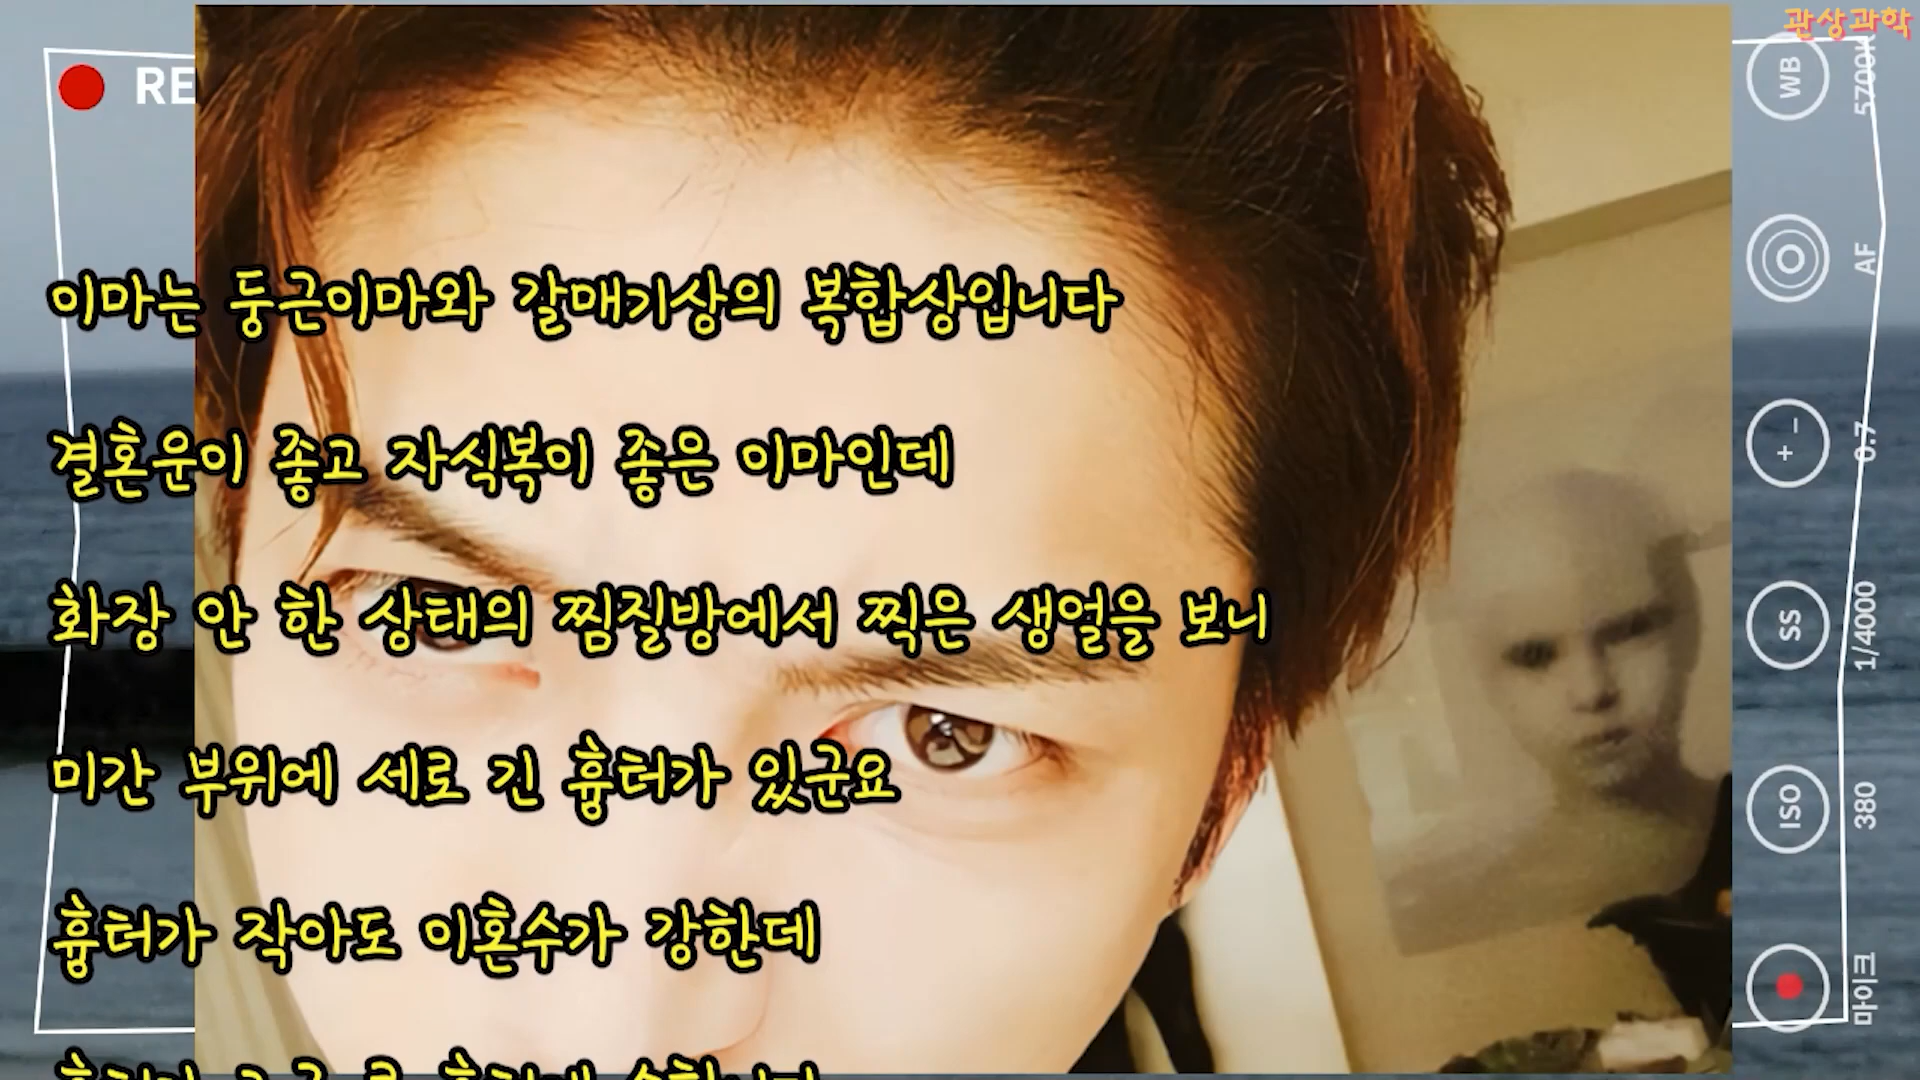 관상과학
RE
이마는 둥근이마와 갈매기상의 복합상입니다
결혼운이 좋고 자식복이 좋은 이마인데
화장 안 한 상태의 찜질방에서 찍은 생얼을 보니
미간 부위에 세로 긴 흉터가 있군요
흉터가 작아도 이혼수가 강한데
WB
5700K
AF
0.7
SS
1/4000
ISO
380
마이크